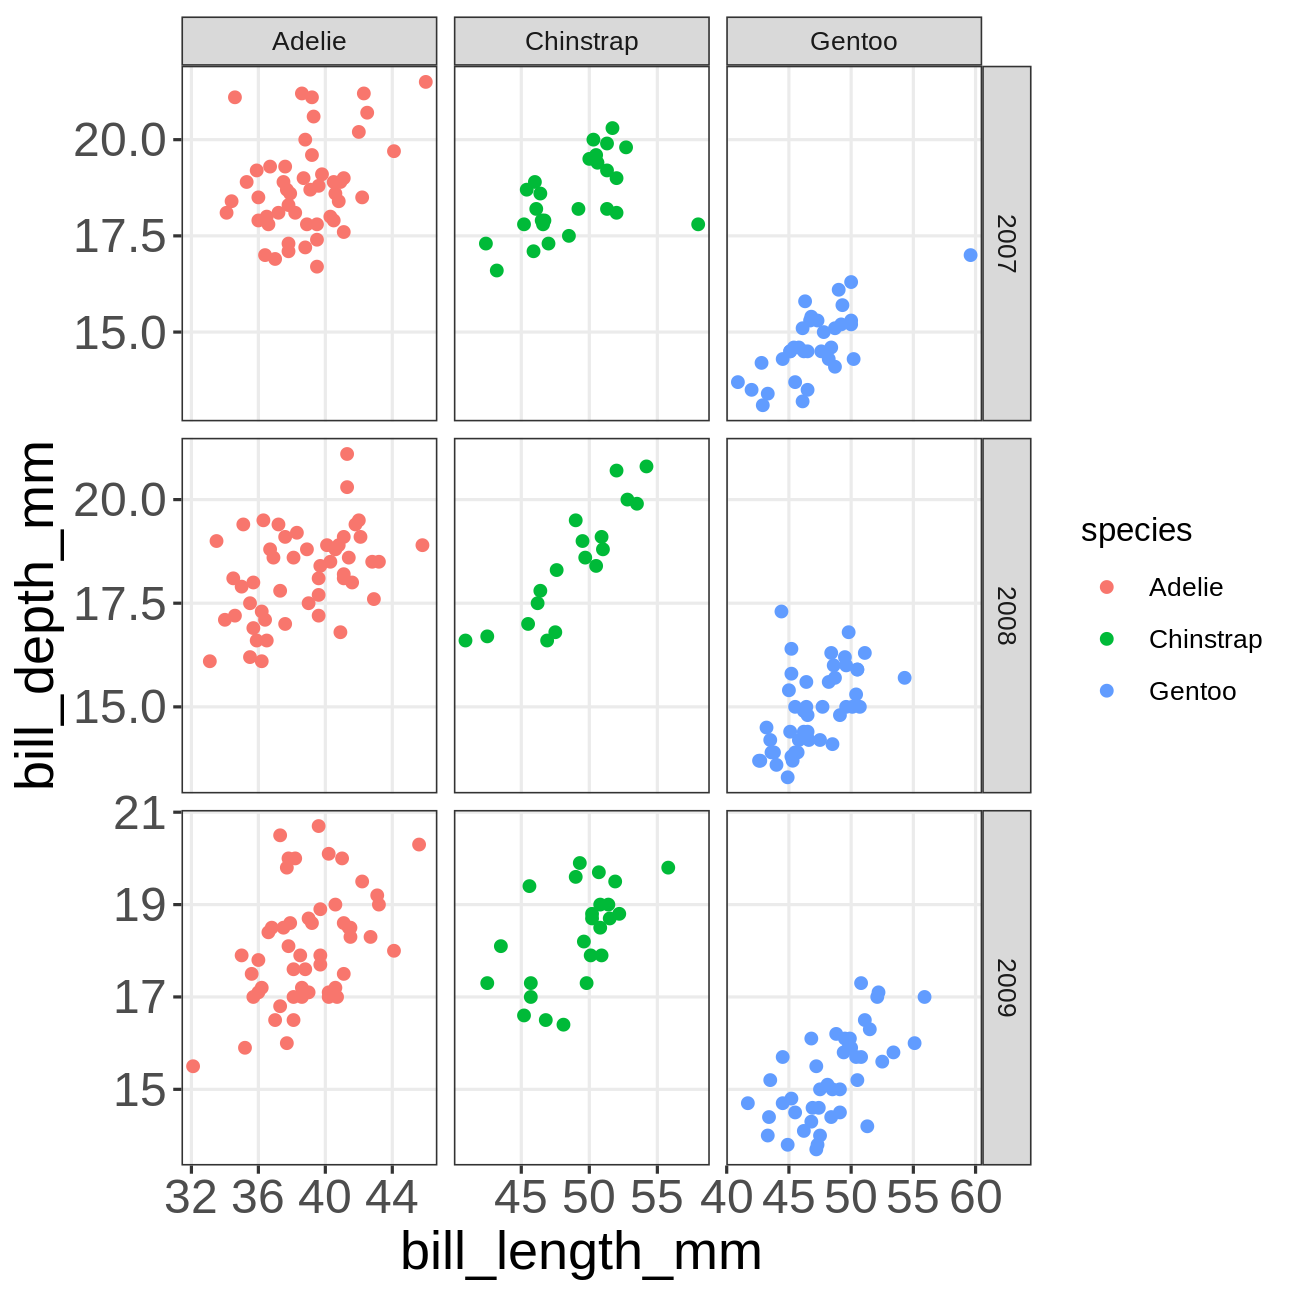 Adelie Chinstrap Gentoo
20.0
17.5
15.0
2007
20.0
17.5
15.0
2008
21
19
17
15
2009
32 36 40 44 45 50 55 40 45 50 55 60
bill_length_mm
bill_depth_mm
species
Adelie
Chinstrap
Gentoo